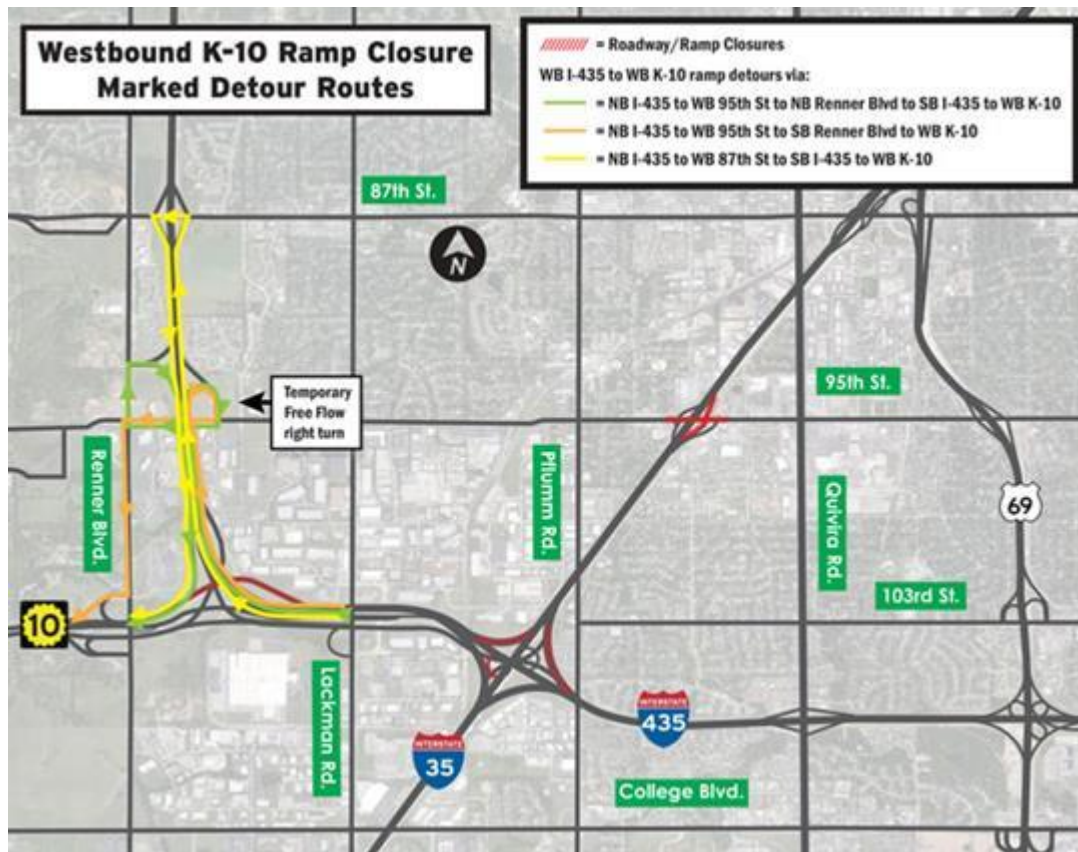 Westbound K-10 Ramp Closure
Marked Detour Routes
= Roadway/Ramp Closures
WB I-435 to WB K-10 ramp detours via:
= NB I-435 to WB 95th St to NB Renner Blvd to SB I-435 to WB K-10
= NB I-435 to WB 95th St to SB Renner Blvd to WB K-10
= NB I-435 to WB 87th St to SB I-435 to WB K-10
87th St.
N
95th St.
Temporary
Free Flow
right turn
Renner Blvd.
Pflumm Rd.
Quivira Rd.
69
103rd St.
10
Lackman Rd.
INTERSTATE
435
INTERSTATE
35
College Blvd.